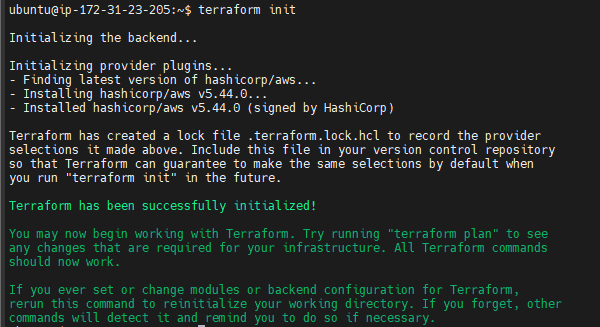 ubuntu@ip-172-31-23-205:~$ terraform init
Initializing the backend...
Initializing provider plugins...
- Finding latest version of hashicorp/aws...
- Installing hashicorp/aws v5.44.0...
- Installed hashicorp/aws v5.44.0 (signed by HashiCorp)
Terraform has created a lock file .terraform.lock.hcl to record the provider
selections it made above. Include this file in your version control repository
so that Terraform can guarantee to make the same selections by default when
you run "terraform init" in the future.
Terraform has been successfully initialized!
You may now begin working with Terraform. Try running "terraform plan" to see
any changes that are required for your infrastructure. All Terraform commands
should now work.
If you ever set or change modules or backend configuration for Terraform,
rerun this command to reinitialize your working directory. If you forget, other
commands will detect it and remind you to do so if necessary.